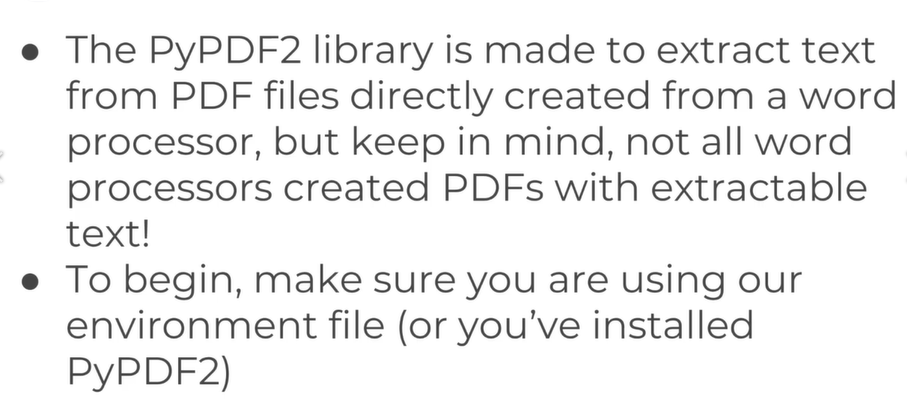 ● The PyPDF2 library is made to extract text
from PDF files directly created from a word
processor, but keep in mind, not all word
processors created PDFs with extractable
text!
● To begin, make sure you are using our
environment file (or you’ve installed
PyPDF2)